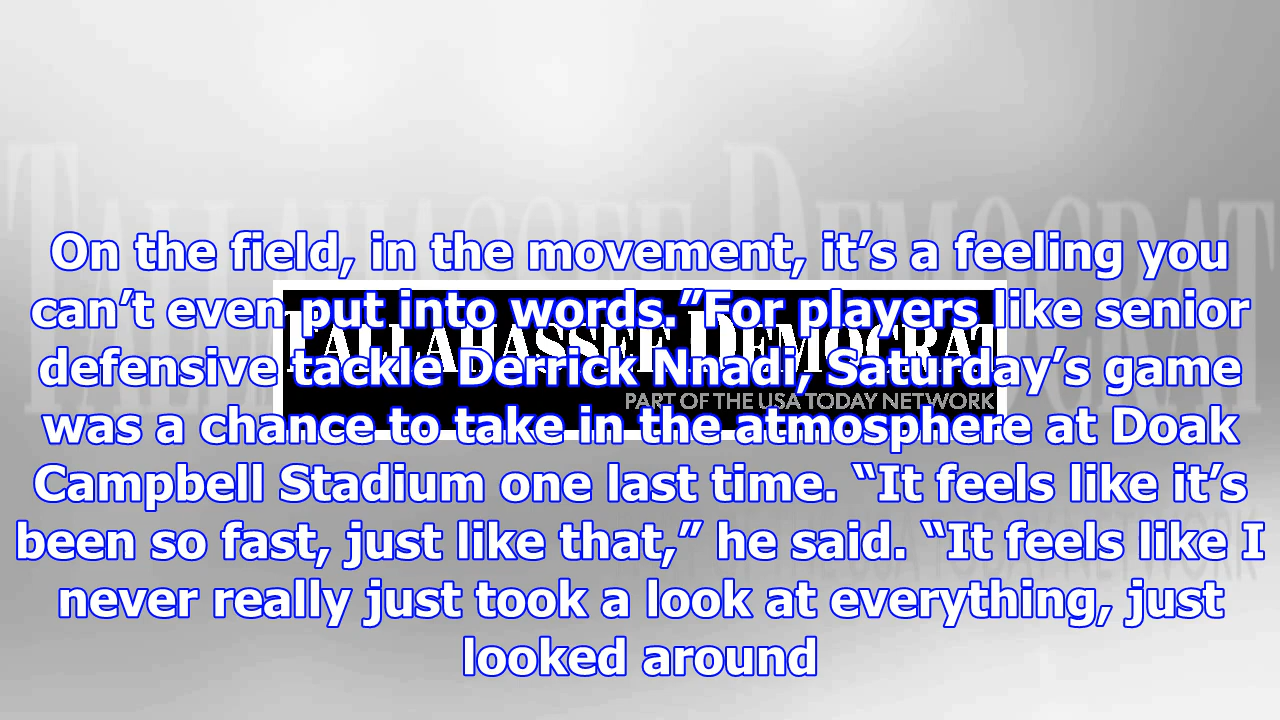 On the field, in the movement, it’s a feeling you
can’t even put into words.”For players like senior
defensive tackle Derrick Nnadi, Saturday’s game
was a chance to take in the atmosphere at Doak
Campbell Stadium one last time. “It feels like it’s
been so fast, just like that,” he said. “It feels like I
never really just took a look at everything, just
looked around
TALLAHASSEE DEMOCRAT
PART OF THE USA TODAY NETWORK
TALLAHASSEE DEMOCRAT